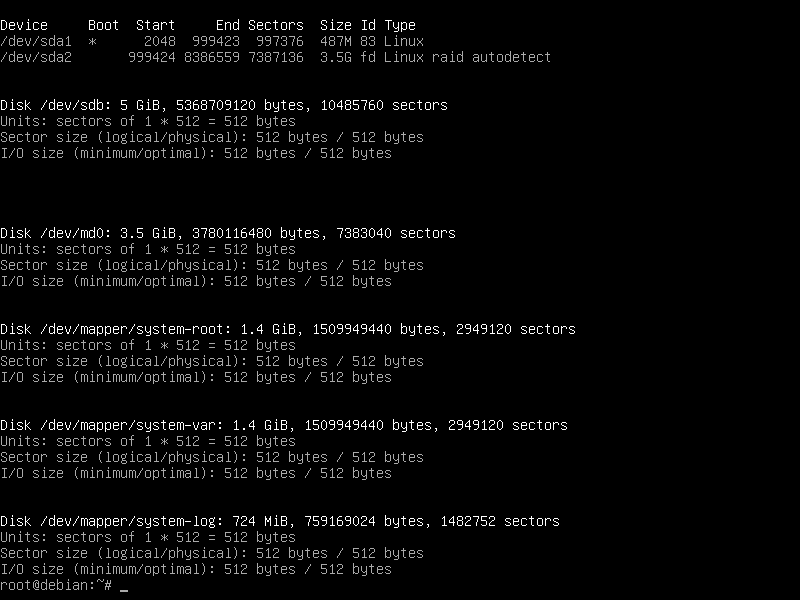 Device     Boot  Start     End Sectors  Size Id Type
/dev/sda1  *      2048  999423  997376  487M 83 Linux
/dev/sda2       999424 8386559 7387136  3.5G fd Linux raid autodetect
Disk /dev/sdb: 5 GiB, 5368709120 bytes, 10485760 sectors
Units: sectors of 1 * 512 = 512 bytes
Sector size (logical/physical): 512 bytes / 512 bytes
I/O size (minimum/optimal): 512 bytes / 512 bytes
Disk /dev/md0: 3.5 GiB, 3780116480 bytes, 7383040 sectors
Units: sectors of 1 * 512 = 512 bytes
Sector size (logical/physical): 512 bytes / 512 bytes
I/O size (minimum/optimal): 512 bytes / 512 bytes
Disk /dev/mapper/system-root: 1.4 GiB, 1509949440 bytes, 2949120 sectors
Units: sectors of 1 * 512 = 512 bytes
Sector size (logical/physical): 512 bytes / 512 bytes
I/O size (minimum/optimal): 512 bytes / 512 bytes
Disk /dev/mapper/system-var: 1.4 GiB, 1509949440 bytes, 2949120 sectors
Units: sectors of 1 * 512 = 512 bytes
Sector size (logical/physical): 512 bytes / 512 bytes
I/O size (minimum/optimal): 512 bytes / 512 bytes
Disk /dev/mapper/system-log: 724 MiB, 759169024 bytes, 1482752 sectors
Units: sectors of 1 * 512 = 512 bytes
Sector size (logical/physical): 512 bytes / 512 bytes
I/O size (minimum/optimal): 512 bytes / 512 bytes
root@debian:~# _